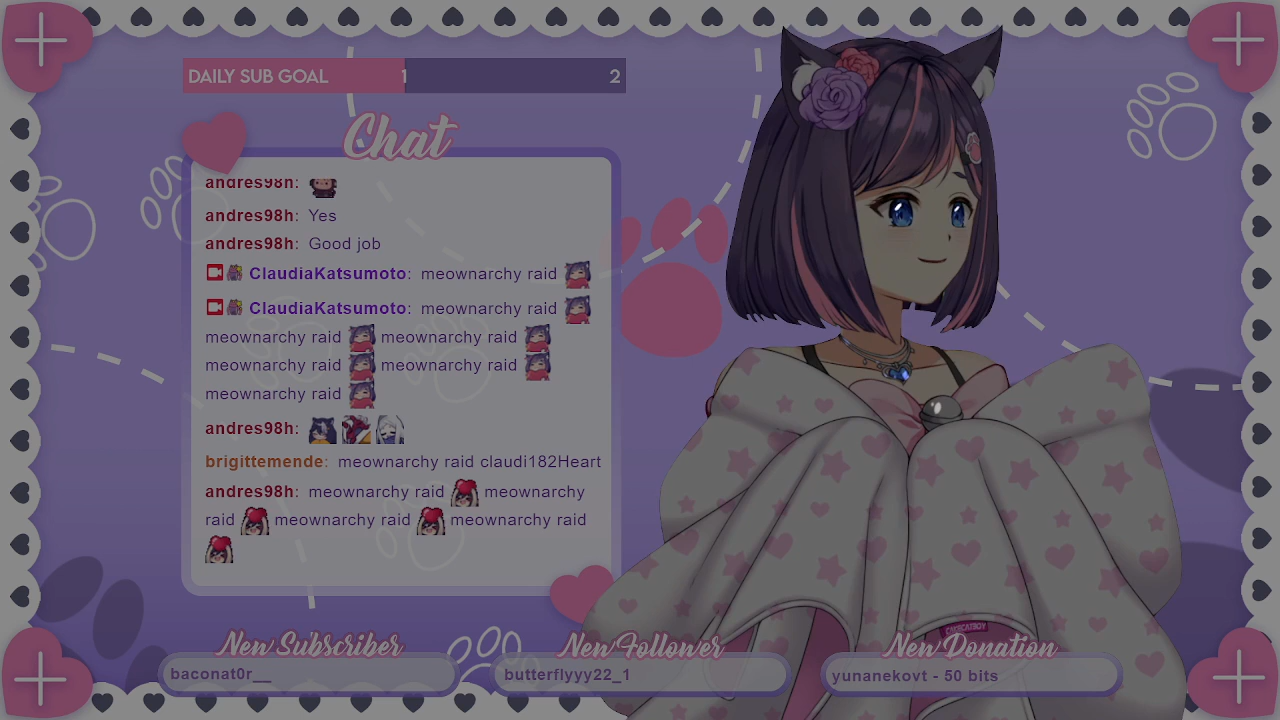 DAILY SUB GOAL 1 2
Chat
andres98h:
andres98h: Yes
andres98h: Good job
ClaudiaKatsumoto: meownarchy raid
ClaudiaKatsumoto: meownarchy raid
meownarchy raid meownarchy raid
meownarchy raid meownarchy raid
meownarchy raid
andres98h:
brigittemende: meownarchy raid claudi182Heart
andres98h: meownarchy raid meownarchy
raid meownarchy raid meownarchy raid
New Subscriber
baconat0r__
New Follower
butterflyyy22_1
New Donation
yunanekovt - 50 bits